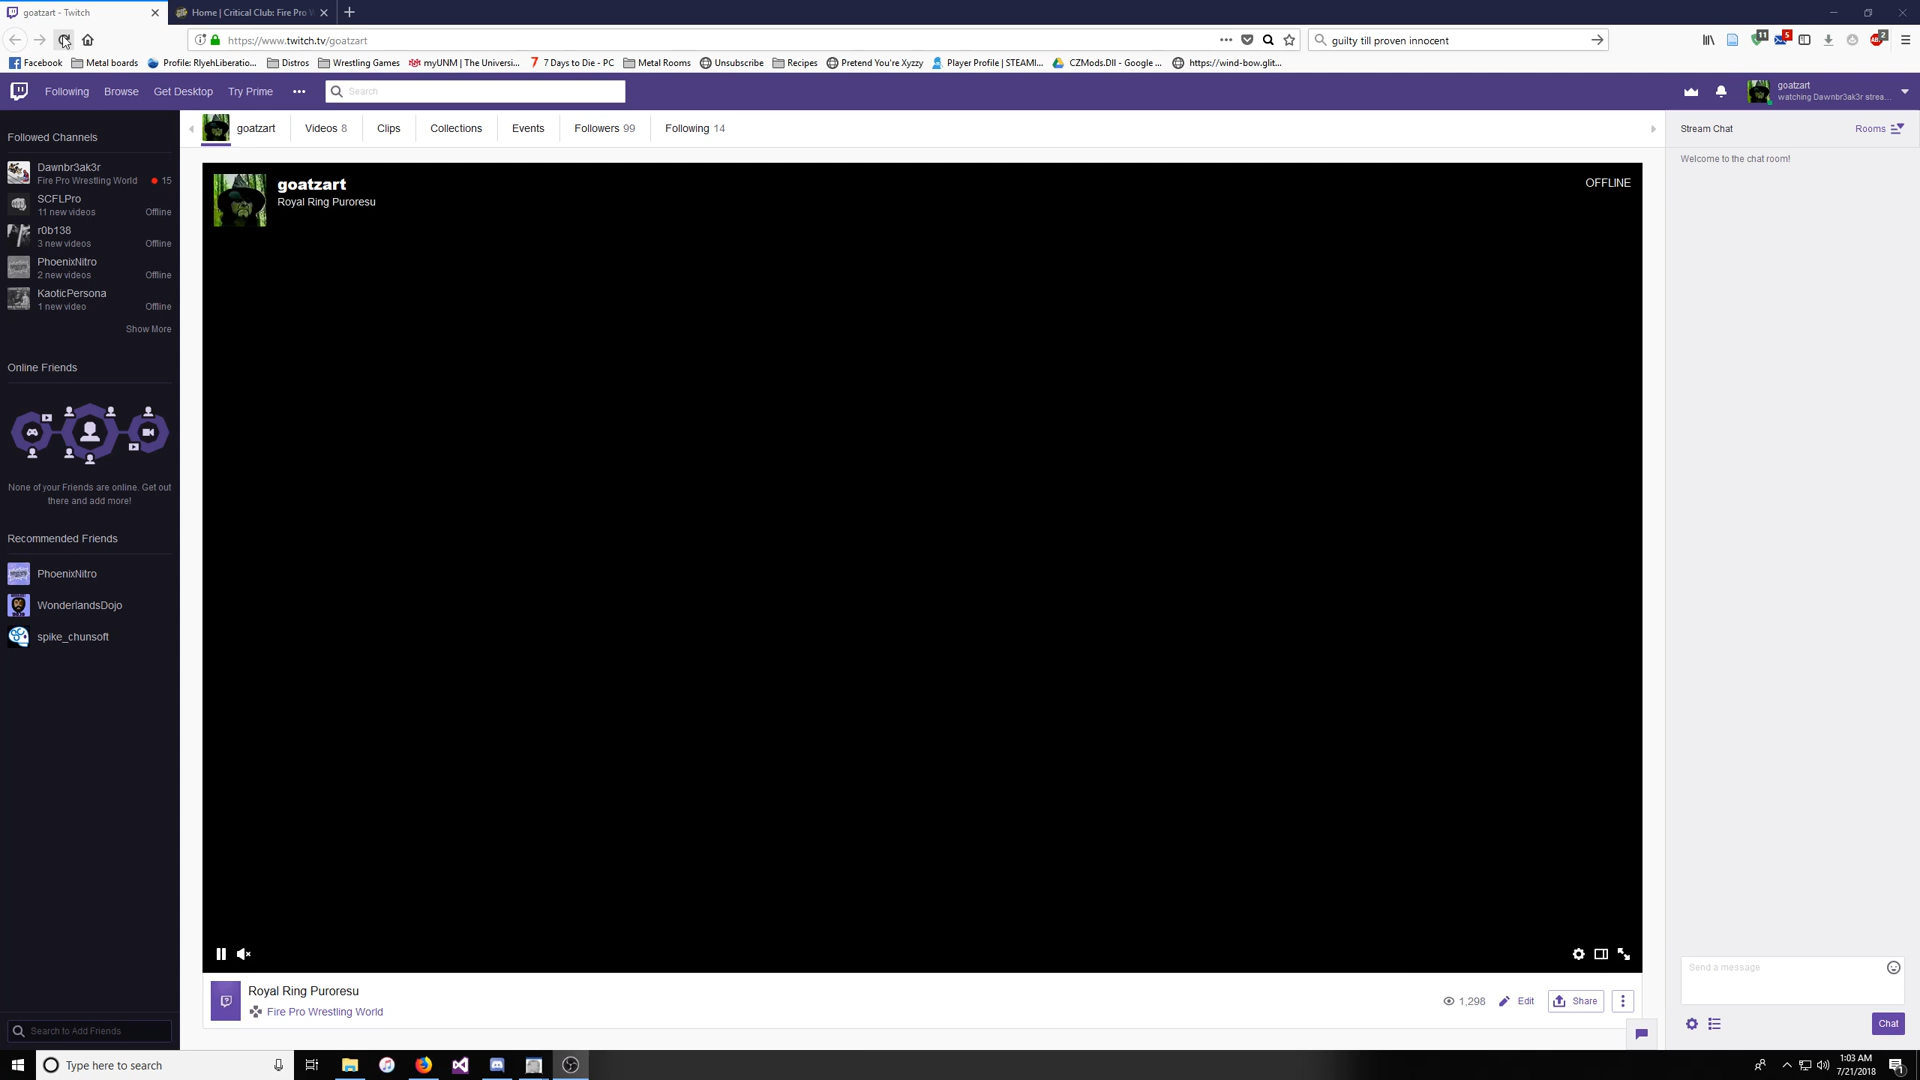 goatzart - Twitch
Home | Critical Club: Fire Pro W
https://www.twitch.tv/goatzart
guilty till proven innocent
11
5
2
Facebook
Metal boards
Profile: RlyehLiberatio...
Distros
Wrestling Games
myUNM | The Universi...
7 Days to Die - PC
Metal Rooms
Unsubscribe
Recipes
Pretend You're Xyzzy
Player Profile | STEAMI...
CZMods.Dll - Google ...
https://wind-bow.glit...
Following
Browse
Get Desktop
Try Prime
Search
goatzart
watching Dawnbr3ak3r strea...
Followed Channels
Dawnbr3ak3r
Fire Pro Wrestling World
15
SCFLPro
11 new videos
Offline
r0b138
3 new videos
Offline
PhoenixNitro
2 new videos
Offline
KaoticPersona
1 new video
Offline
Show More
Online Friends
None of your Friends are online. Get out
there and add more!
Recommended Friends
PhoenixNitro
WonderlandsDojo
spike_chunsoft
Search to Add Friends
goatzart
Videos 8
Clips
Collections
Events
Followers 99
Following 14
goatzart
Royal Ring Puroresu
OFFLINE
Royal Ring Puroresu
Fire Pro Wrestling World
1,298
Edit
Share
Stream Chat
Rooms
Welcome to the chat room!
Send a message
Chat
Type here to search
1:03 AM
7/21/2018
1